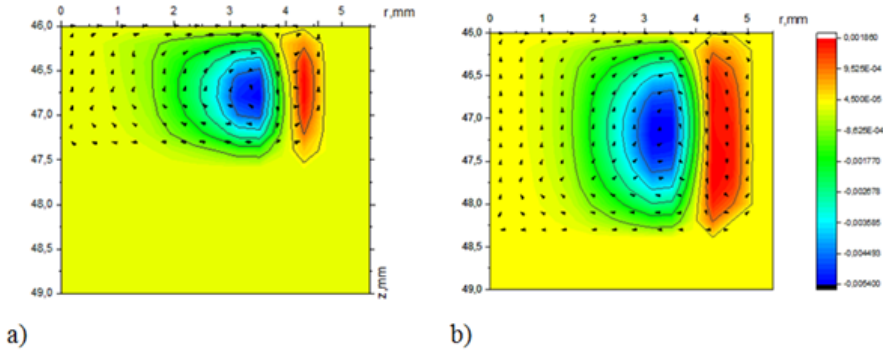 r,mm
0 1 2 3 4 5
46,0
46,5
47,0
47,5
48,0
48,5
49,0
z,mm
a)
r,mm
0 1 2 3 4 5
46,0
46,5
47,0
47,5
48,0
48,5
49,0
b)
0.001860
9.525E-04
4.500E-05
-8.625E-04
-0.001770
-0.002678
-0.003585
-0.004493
-0.005400